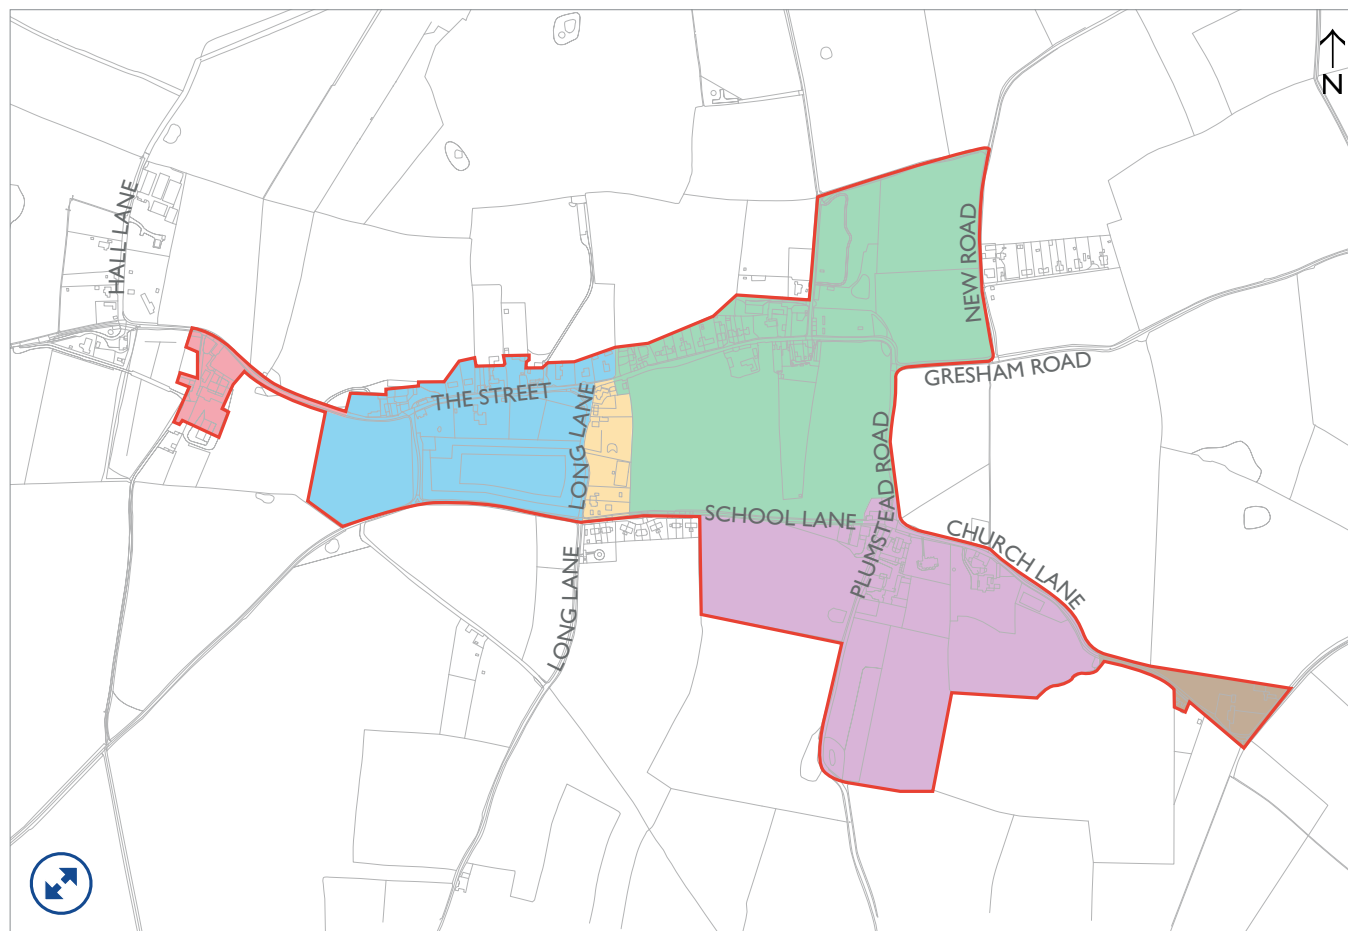 N
HALL LANE
NEW ROAD
GRESHAM ROAD
THE STREET
LONG LANE
PLUMSTEAD ROAD
SCHOOL LANE
CHURCH LANE
LONG LANE